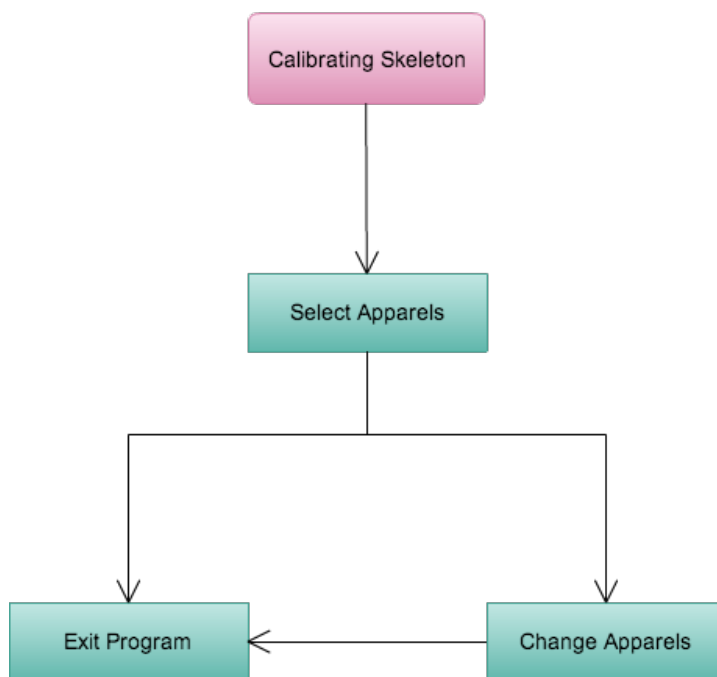 Calibrating Skeleton
Select Apparels
Exit Program
Change Apparels